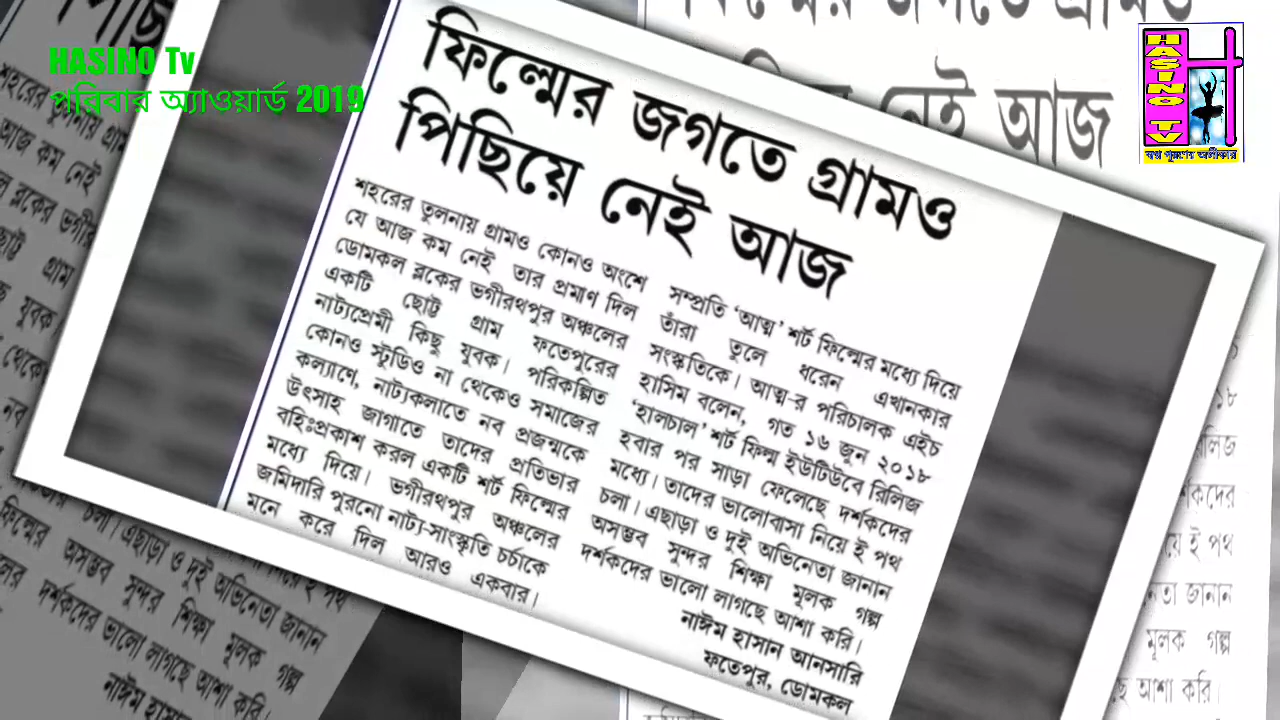 HASINO Tv
পরিবার অ্যাওয়ার্ড 2019
HASINO TV
H
স্বপ্ন পূরণের অঙ্গীকার
ফিল্মের জগতে গ্রামও
পিছিয়ে নেই আজ
শহরের তুলনায় গ্রামও কোনও অংশে
যে আজ কম নেই তার প্রমাণ দিল
ডোমকল ব্লকের ভগীরথপুর অঞ্চলের
একটি ছোট্ট গ্রাম ফতেপুরের
নাট্যপ্রেমী কিছু যুবক। পরিকল্পিত
কোনও স্টুডিও না থেকেও সমাজের
কল্যাণে, নাট্যকলাতে নব প্রজন্মকে
উৎসাহ জাগাতে তাদের প্রতিভার
বহিঃপ্রকাশ করল একটি শর্ট ফিল্মের
মধ্যে দিয়ে। ভগীরথপুর অঞ্চলের
জমিদারি পুরনো নাট্য-সাংস্কৃতি চর্চাকে
মনে করে দিল আরও একবার।
সম্প্রতি ‘আত্ম’ শর্ট ফিল্মের মধ্যে দিয়ে
তাঁরা তুলে ধরেন এখানকার
সংস্কৃতিকে। আত্ম-র পরিচালক এইচ
হাসিম বলেন, গত ১৬ জুন ২০১৮
‘হালচাল’ শর্ট ফিল্ম ইউটিউবে রিলিজ
হবার পর সাড়া ফেলেছে দর্শকদের
মধ্যে। তাদের ভালোবাসা নিয়ে ই পথ
চলা। এছাড়া ও দুই অভিনেতা জানান
অসম্ভব সুন্দর শিক্ষা মূলক গল্প
দর্শকদের ভালো লাগছে আশা করি।
নাঈম হাসান আনসারি
ফতেপুর, ডোমকল